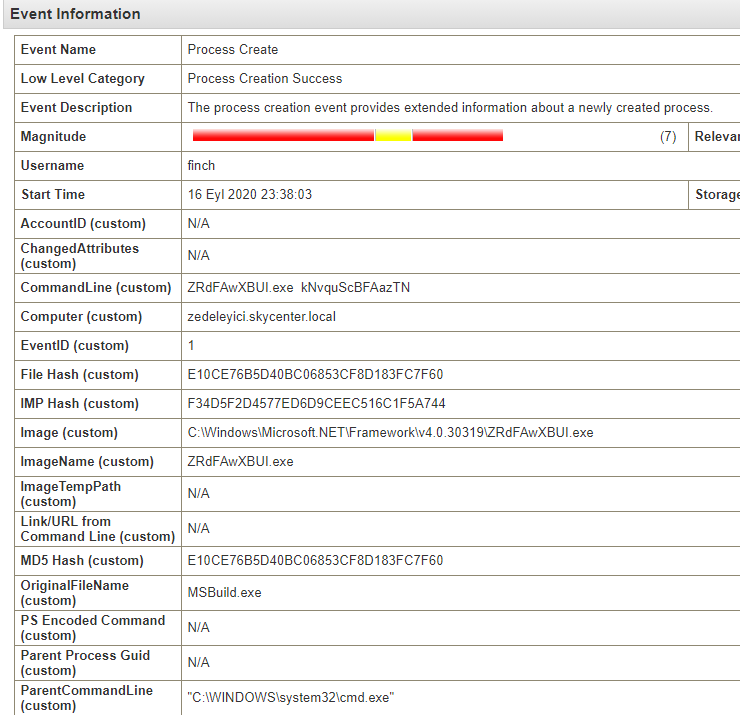 Event Information
Event Name Process Create
Low Level Category Process Creation Success
Event Description The process creation event provides extended information about a newly created process.
Magnitude (7) Relevan
Username finch
Start Time 16 Eyl 2020 23:38:03 Storage
AccountID (custom) N/A
ChangedAttributes
(custom) N/A
CommandLine (custom) ZRdFAwXBUI.exe  kNvquScBFAazTN
Computer (custom) zedeleyici.skycenter.local
EventID (custom) 1
File Hash (custom) E10CE76B5D40BC06853CF8D183FC7F60
IMP Hash (custom) F34D5F2D4577ED6D9CEEC516C1F5A744
Image (custom) C:\Windows\Microsoft.NET\Framework\v4.0.30319\ZRdFAwXBUI.exe
ImageName (custom) ZRdFAwXBUI.exe
ImageTempPath
(custom) N/A
Link/URL from
Command Line (custom) N/A
MD5 Hash (custom) E10CE76B5D40BC06853CF8D183FC7F60
OriginalFileName
(custom) MSBuild.exe
PS Encoded Command
(custom) N/A
Parent Process Guid
(custom) N/A
ParentCommandLine
(custom) "C:\WINDOWS\system32\cmd.exe"